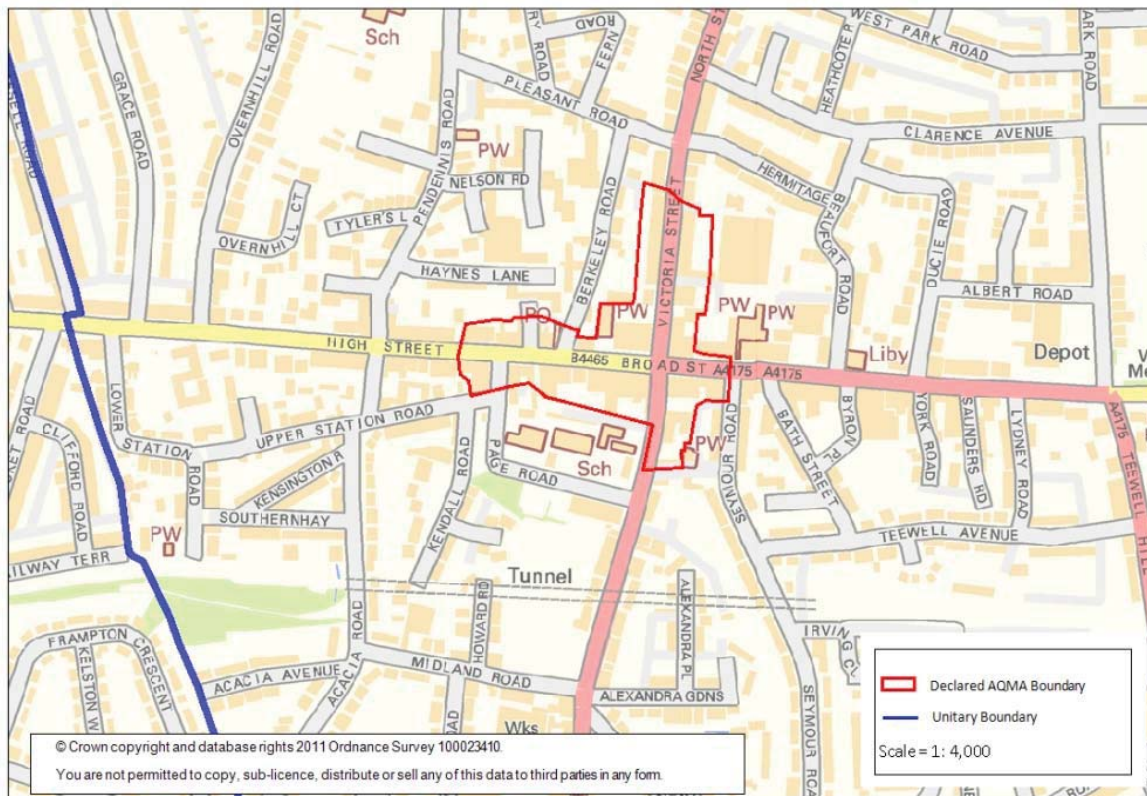 ROAD
Sch
GRACE ROAD
OVERNHILL ROAD
FERN
PLEASANT ROAD
NORTH ST
HEATHCOTE
WEST PARK ROAD
PARK ROAD
CLARENCE AVENUE
PW
NELSON RD
PENDENNIS ROAD
TYLER'S L
OVERNHILL CT
HAYNES LANE
BERKELEY ROAD
VICTORIA STREET
HERMITAGE
BEAUFORT ROAD
DUCIE ROAD
ALBERT ROAD
PO
PW
PW
PW
Liby
Depot
HIGH STREET
B4465
BROAD ST
A4175
A4175
A4175
TEEWELL HILL
LOWER STATION ROAD
UPPER STATION ROAD
CLIFFORD ROAD
KENSINGTON R
SOUTHERNHAY
PW
KENDALL ROAD
PAGE ROAD
Sch
PW
SEYMOUR ROAD
BATH STREET
BYRON PL
YORK ROAD
SAUNDERS RD
LYDNEY ROAD
TEEWELL AVENUE
Tunnel
HOWARD RD
ALEXANDRA PL
ALEXANDRA GDNS
SEYMOUR ROAD
FRAMPTON CRESCENT
ACACIA AVENUE
ACACIA ROAD
MIDLAND ROAD
Wks
Declared AQMA Boundary
Unitary Boundary
Scale = 1: 4,000
© Crown copyright and database rights 2011 Ordnance Survey 100023410.
You are not permitted to copy, sub-licence, distribute or sell any of this data to third parties in any form.